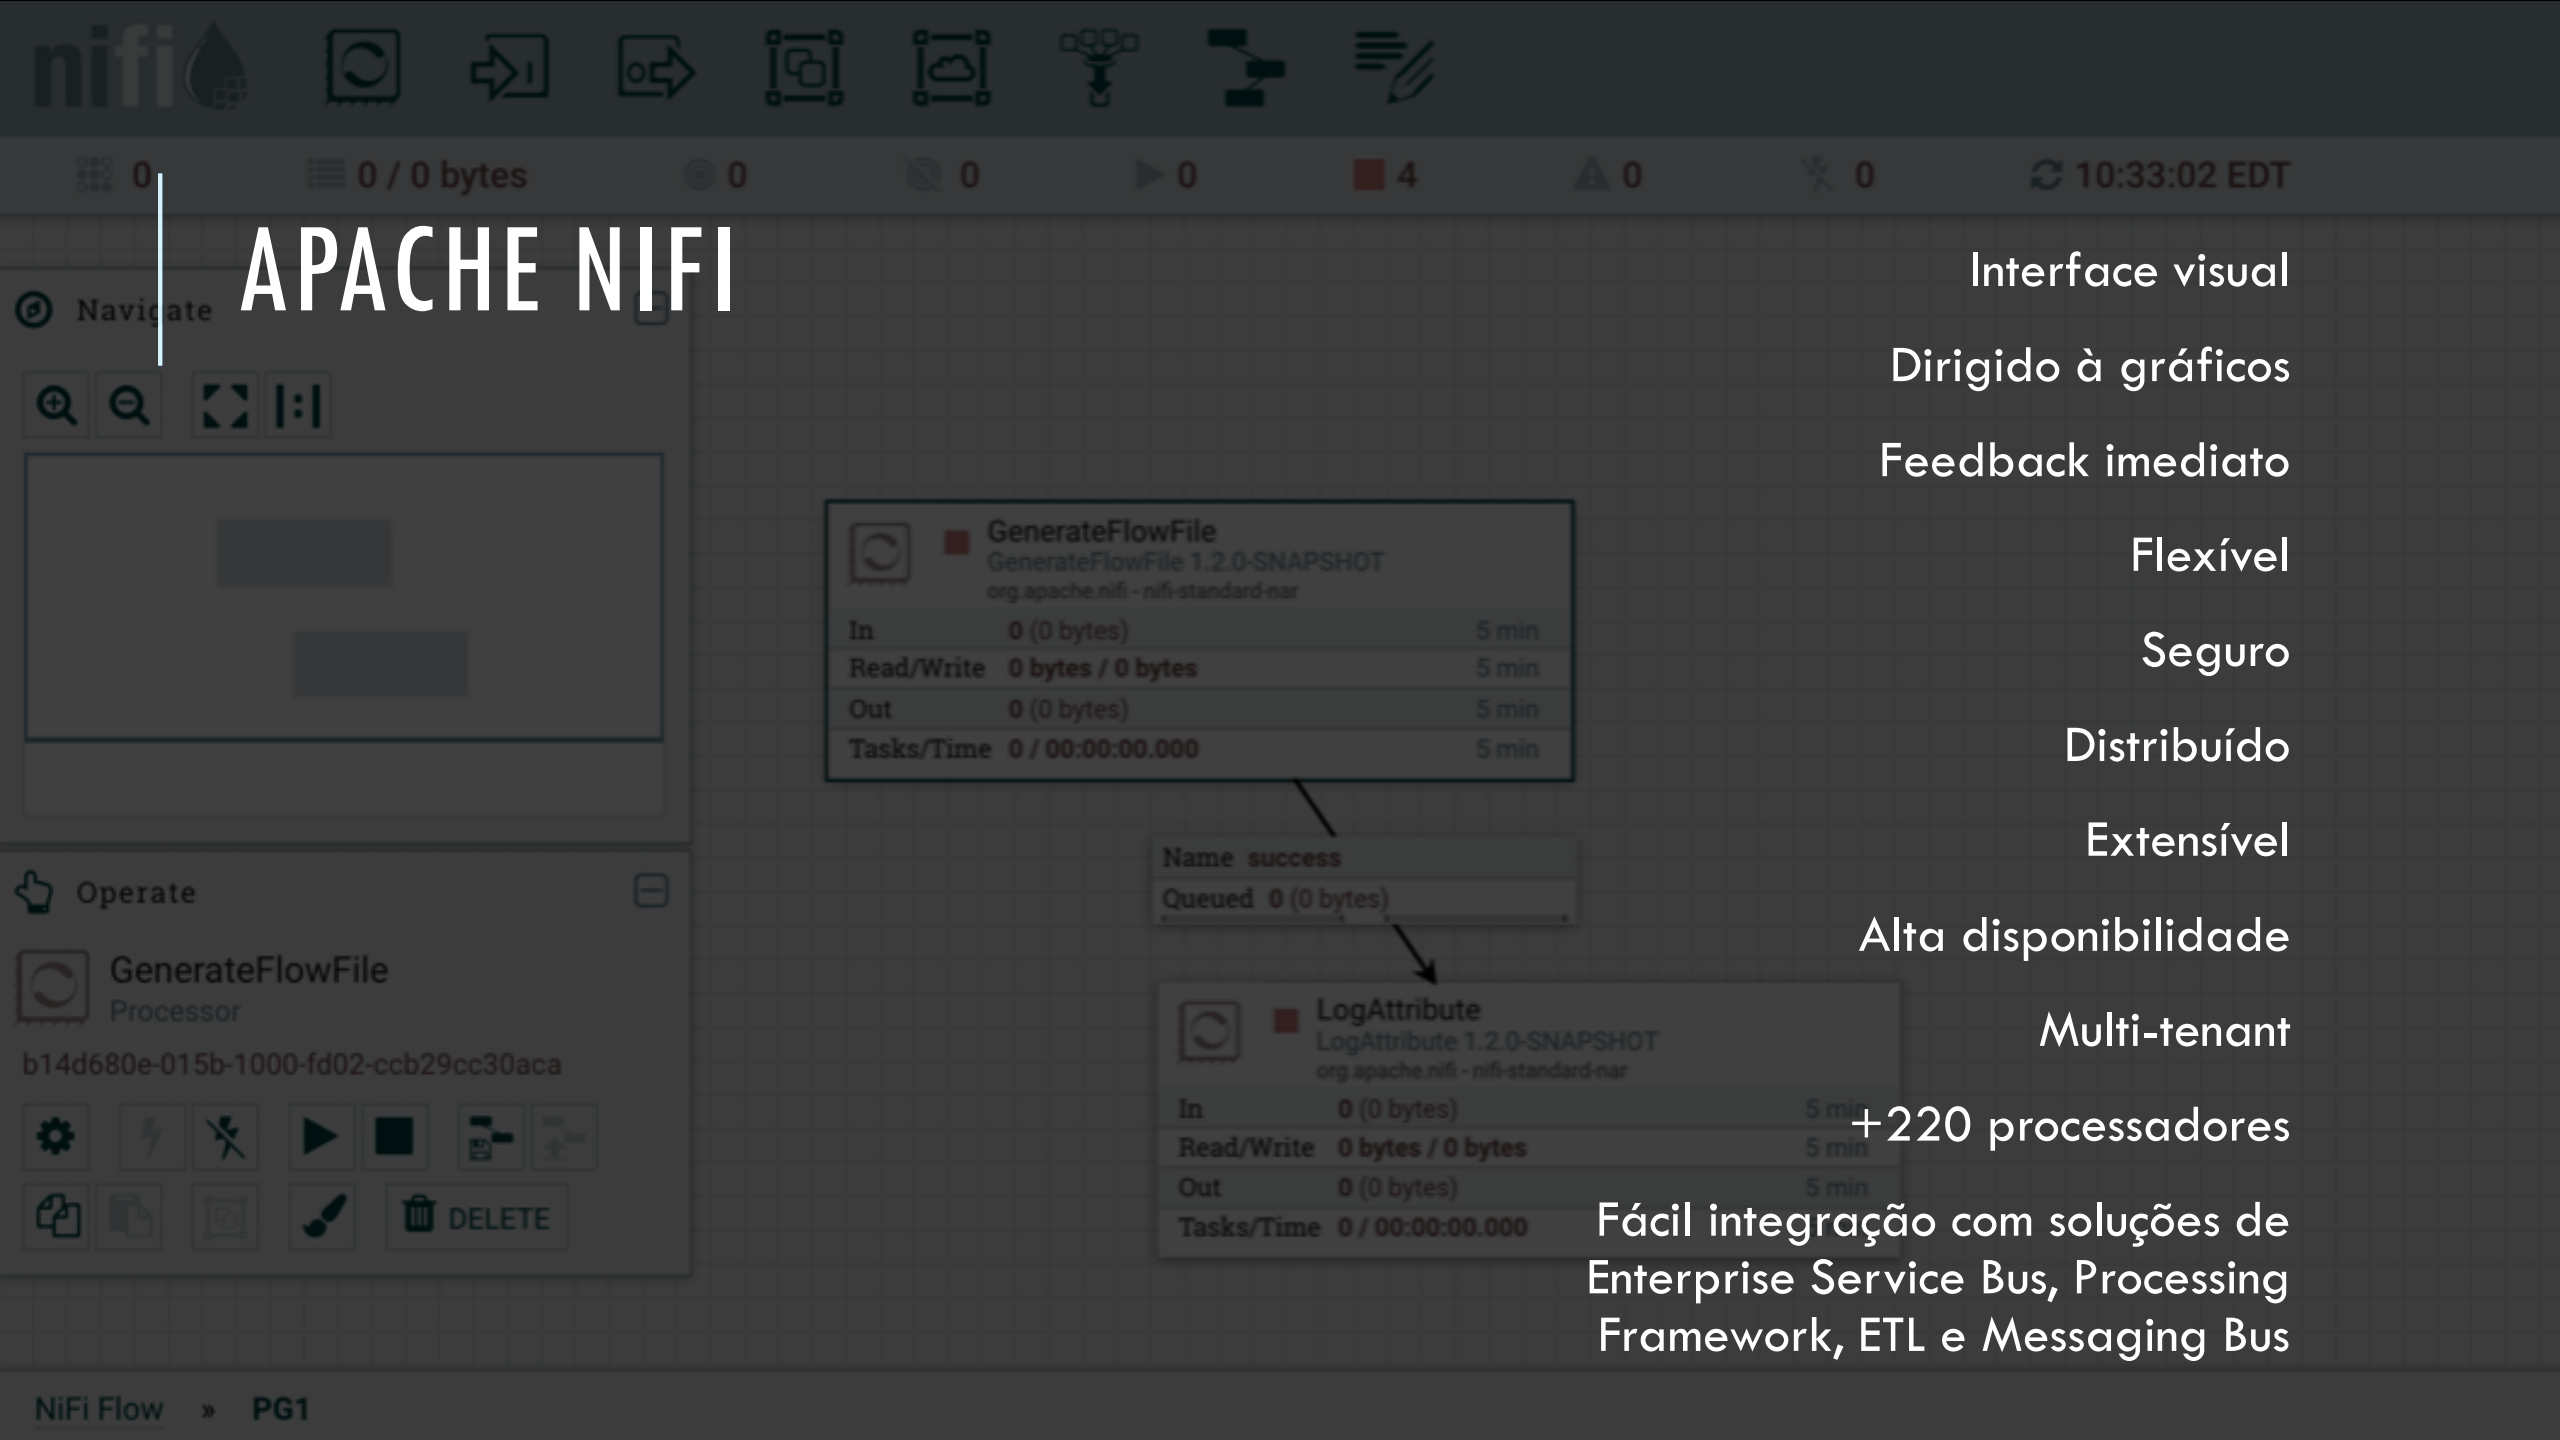 nifi
0
0 / 0 bytes
0
0
0
4
0
0
10:33:02 EDT
APACHE NIFI
Navigate
Interface visual
Dirigido à gráficos
Feedback imediato
Flexível
Seguro
Distribuído
Extensível
Alta disponibilidade
Multi-tenant
+220 processadores
Fácil integração com soluções de
Enterprise Service Bus, Processing
Framework, ETL e Messaging Bus
GenerateFlowFile
GenerateFlowFile 1.2.0-SNAPSHOT
org.apache.nifi - nifi-standard-nar
In 0 (0 bytes) 5 min
Read/Write 0 bytes / 0 bytes 5 min
Out 0 (0 bytes) 5 min
Tasks/Time 0 / 00:00:00.000 5 min
Name success
Queued 0 (0 bytes)
LogAttribute
LogAttribute 1.2.0-SNAPSHOT
org.apache.nifi - nifi-standard-nar
In 0 (0 bytes) 5 min
Read/Write 0 bytes / 0 bytes 5 min
Out 0 (0 bytes) 5 min
Tasks/Time 0 / 00:00:00.000
Operate
GenerateFlowFile
Processor
b14d680e-015b-1000-fd02-ccb29cc30aca
DELETE
NiFi Flow » PG1